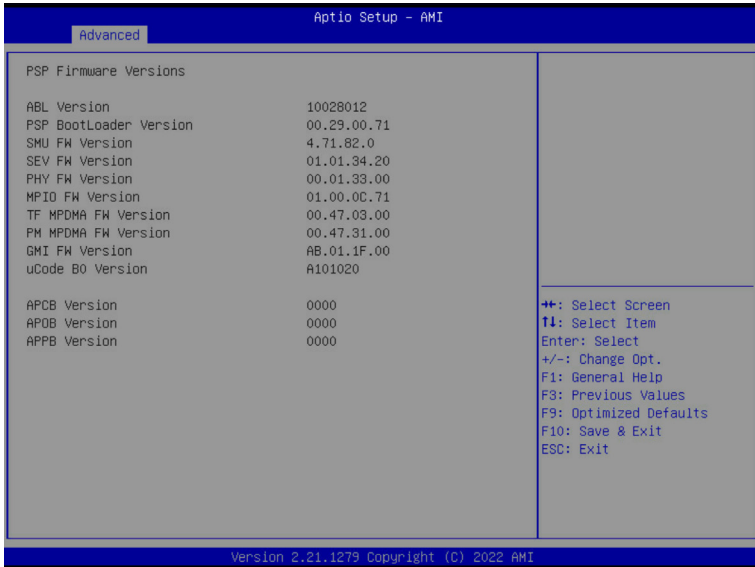 Aptio Setup – AMI
Advanced
PSP Firmware Versions
ABL Version 10028012
PSP BootLoader Version 00.29.00.71
SMU FW Version 4.71.82.0
SEV FW Version 01.01.34.20
PHY FW Version 00.01.33.00
MPIO FW Version 01.00.0C.71
TF MPDMA FW Version 00.47.03.00
PM MPDMA FW Version 00.47.31.00
GMI FW Version AB.01.1F.00
uCode B0 Version A101020
APCB Version 0000
APOB Version 0000
APPB Version 0000
→←: Select Screen
↑↓: Select Item
Enter: Select
+/-: Change Opt.
F1: General Help
F3: Previous Values
F9: Optimized Defaults
F10: Save & Exit
ESC: Exit
Version 2.21.1279 Copyright (C) 2022 AMI